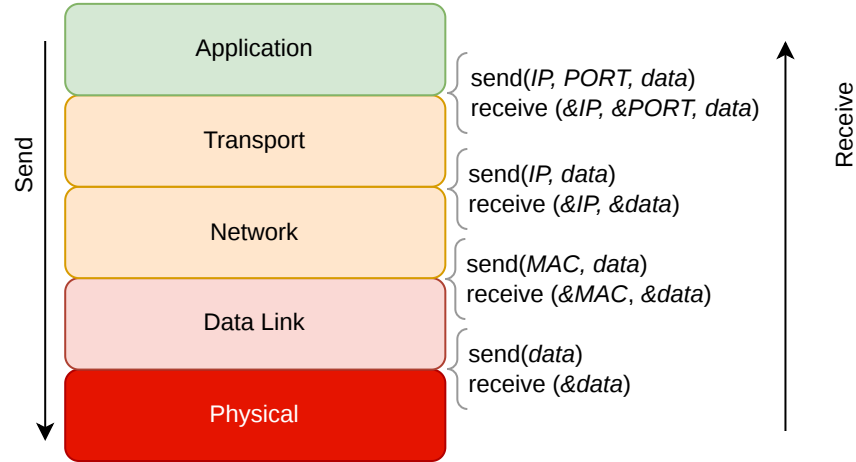 Application
send(IP, PORT, data)
receive (&IP, &PORT, data)
Transport
send(IP, data)
receive (&IP, &data)
Network
send(MAC, data)
receive (&MAC, &data)
Data Link
send(data)
receive (&data)
Physical
Send
Receive